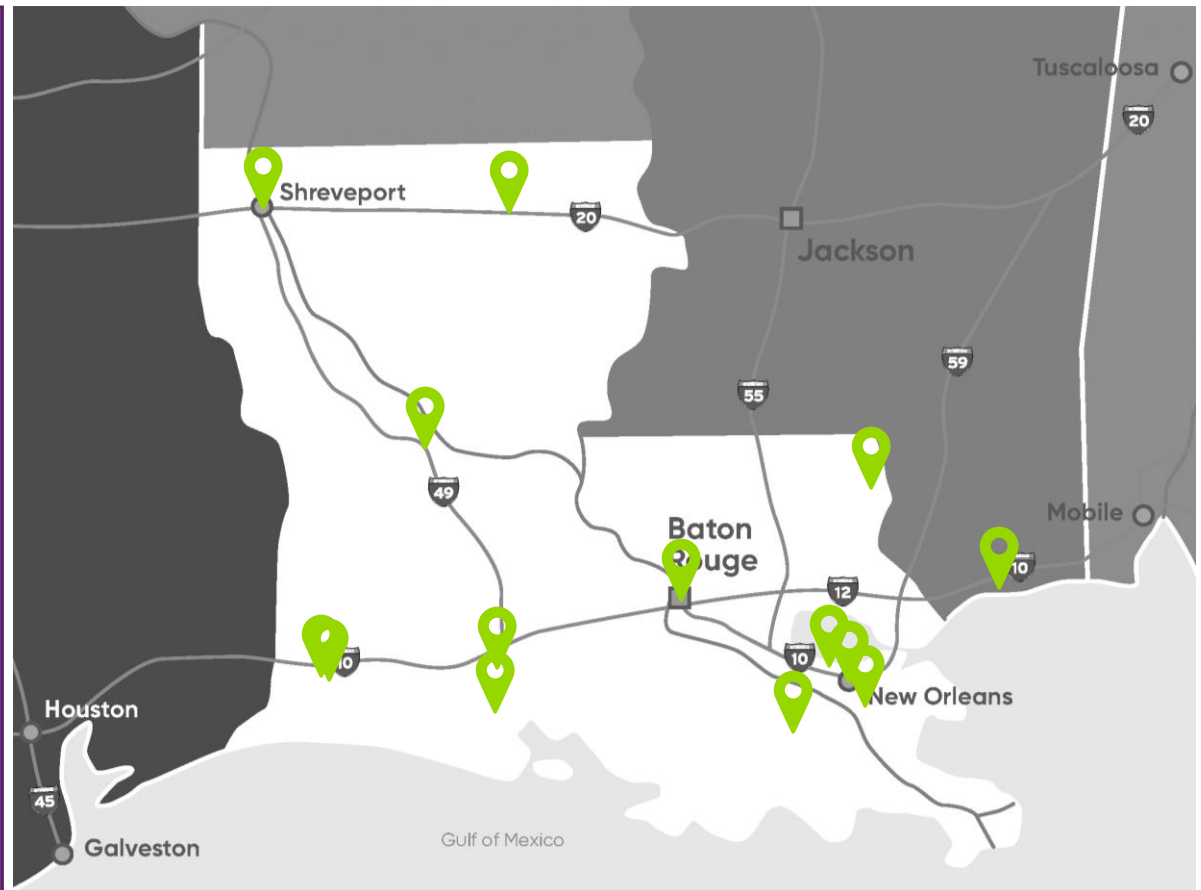 Tuscaloosa
20
Shreveport
20
Jackson
59
55
49
Mobile
Baton
Rouge
10
12
10
10
New Orleans
Houston
45
Gulf of Mexico
Galveston